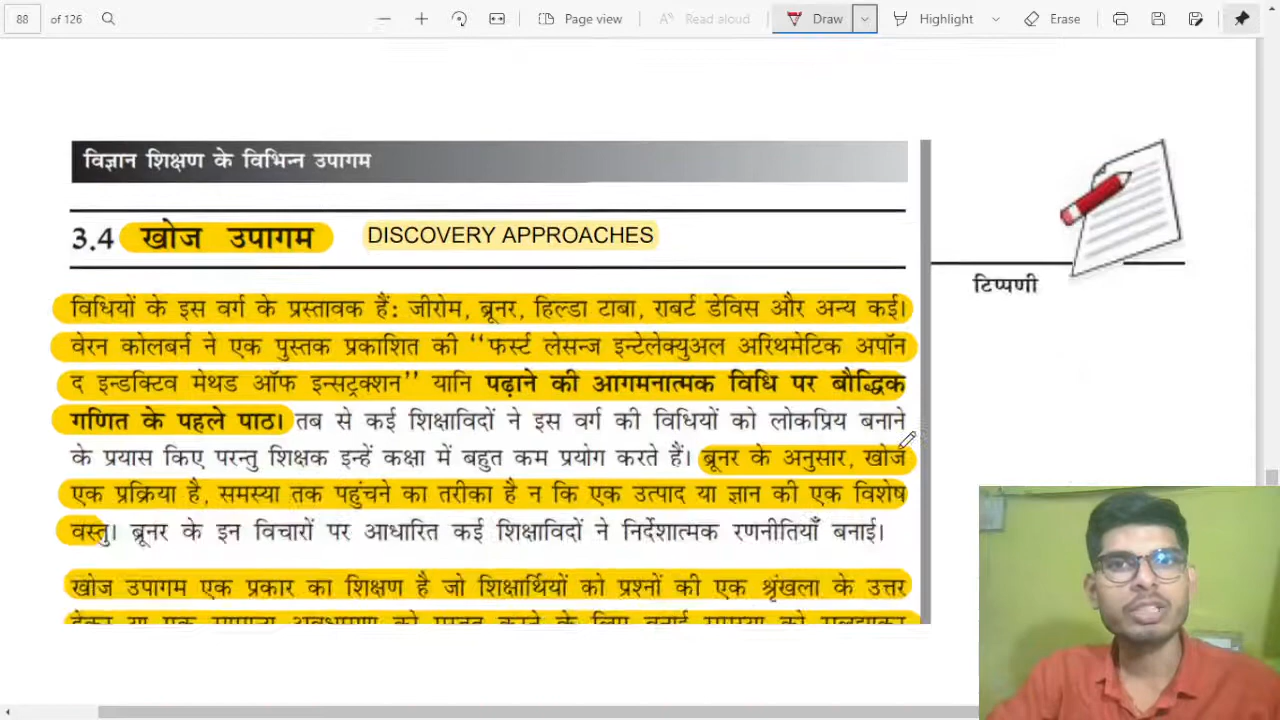 88 of 126 Page view Read aloud Draw Highlight Erase
विज्ञान शिक्षण के विभिन्न उपागम
3.4 खोज उपागम DISCOVERY APPROACHES
टिप्पणी
विधियों के इस वर्ग के प्रस्तावक हैं: जीरोम, ब्रूनर, हिल्डा टाबा, राबर्ट डेविस और अन्य कई।
वेरन कोलबर्न ने एक पुस्तक प्रकाशित की ‘‘फर्स्ट लेसन्ज इन्टेलेक्युअल अरिथमेटिक अपॉन
द इन्डक्टिव मेथड ऑफ इन्सट्रक्शन’’ यानि पढ़ाने की आगमनात्मक विधि पर बौद्धिक
गणित के पहले पाठ। तब से कई शिक्षाविदों ने इस वर्ग की विधियों को लोकप्रिय बनाने
के प्रयास किए परन्तु शिक्षक इन्हें कक्षा में बहुत कम प्रयोग करते हैं। ब्रूनर के अनुसार, खोज
एक प्रक्रिया है, समस्या तक पहुंचने का तरीका है न कि एक उत्पाद या ज्ञान की एक विशेष
वस्तु। ब्रूनर के इन विचारों पर आधारित कई शिक्षाविदों ने निर्देशात्मक रणनीतियाँ बनाई।
खोज उपागम एक प्रकार का शिक्षण है जो शिक्षार्थियों को प्रश्नों की एक श्रृंखला के उत्तर